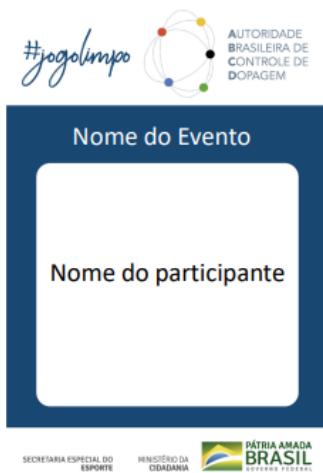 #jogolimpo
AUTORIDADE
BRASILEIRA DE
CONTROLE DE
DOPAGEM
Nome do Evento
Nome do participante
SECRETARIA ESPECIAL DO
ESPORTE
MINISTÉRIO DA
CIDADANIA
PÁTRIA AMADA
BRASIL
GOVERNO FEDERAL